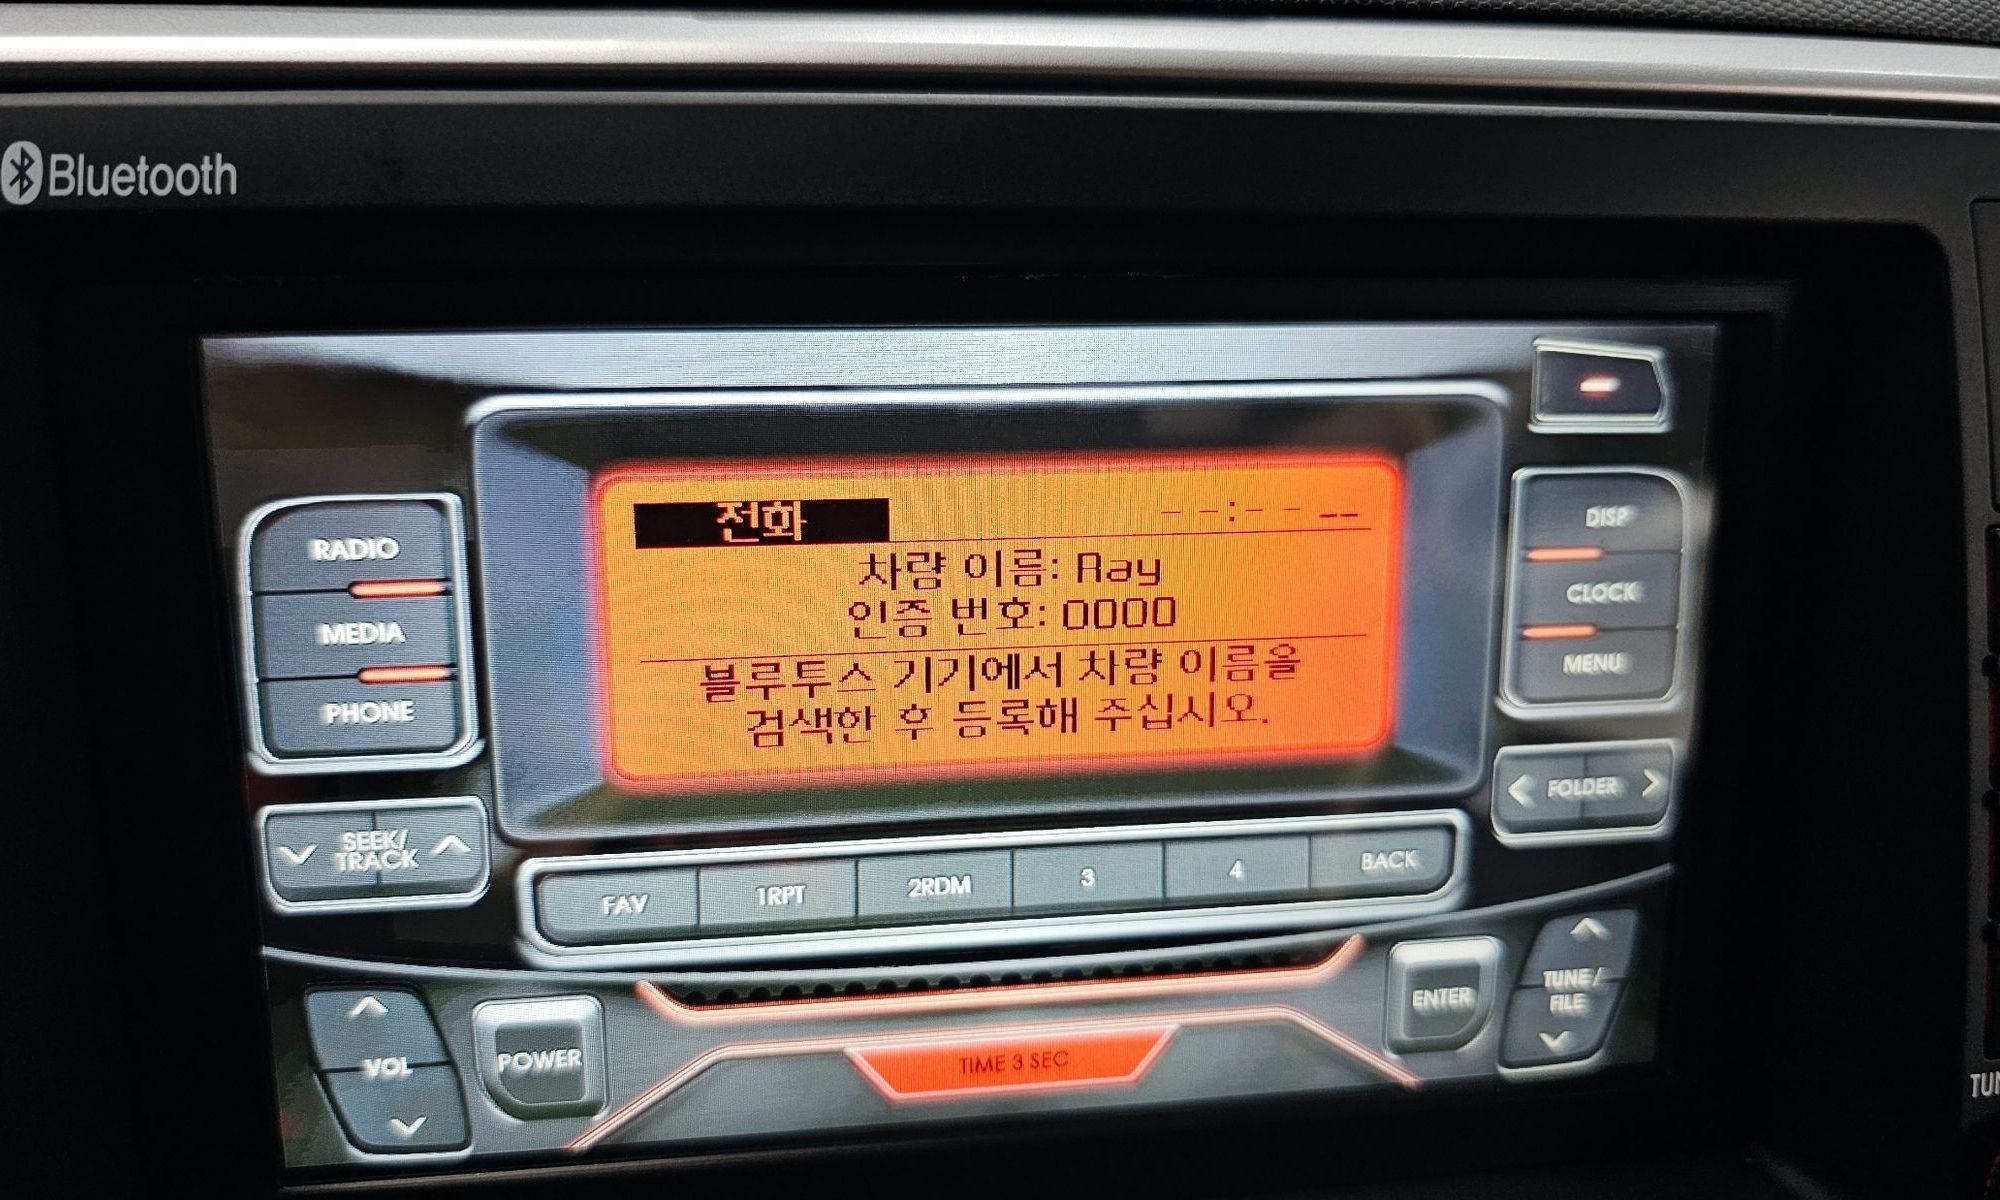 Bluetooth
전화 --:-- --
차량 이름: Ray
인증 번호: 0000
블루투스 기기에서 차량 이름을
검색한 후 등록해 주십시오.
RADIO
MEDIA
PHONE
SEEK/
TRACK
DISP
CLOCK
MENU
FOLDER
FAV 1RPT 2RDM 3 4 BACK
VOL
POWER
TIME 3 SEC
ENTER
TUNE/
FILE